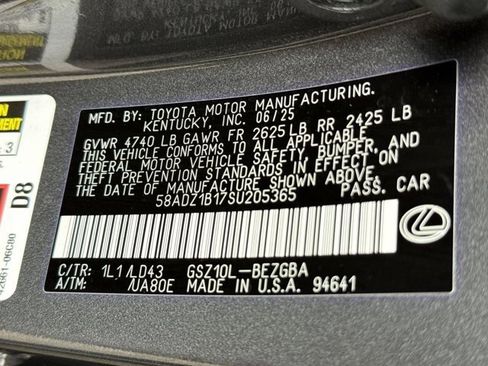 MFD. BY: TOYOTA MOTOR MANUFACTURING.
KENTUCKY, INC. 06/25
GVWR 4740 LB GAWR FR 2625 LB RR 2425 LB
THIS VEHICLE CONFORMS TO ALL APPLICABLE
FEDERAL MOTOR VEHICLE SAFETY, BUMPER, AND
THEFT PREVENTION STANDARDS IN EFFECT ON
THE DATE OF MANUFACTURE SHOWN ABOVE.
58ADZ1B17SU205365 PASS. CAR
C/TR: 1L1/LD43 GSZ10L-BEZGBA
A/TM: /UA80E MADE IN U.S.A. 94641
3
D8